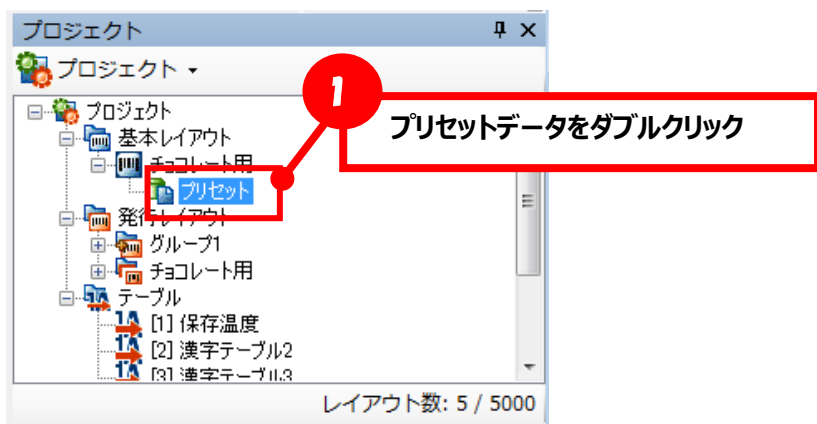 プロジェクト
プロジェクト
1
プリセットデータをダブルクリック
プロジェクト
基本レイアウト
チョコレート用
プリセット
発行レイアウト
グループ1
チョコレート用
テーブル
[1] 保存温度
[2] 漢字テーブル2
[3] 漢字テーブル3
レイアウト数: 5 / 5000